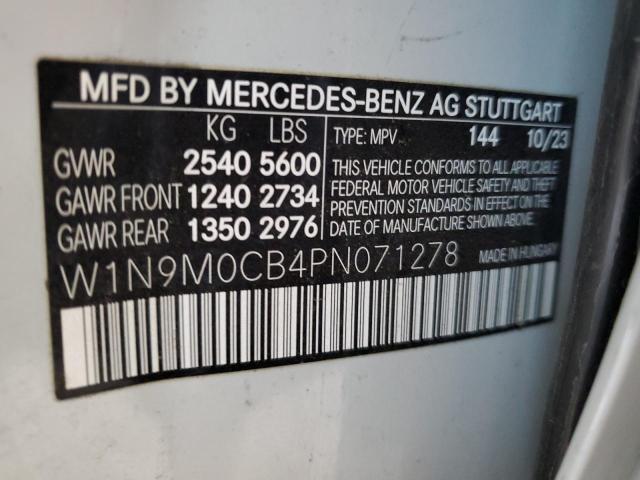 MFD BY MERCEDES-BENZ AG STUTTGART
KG LBS
GVWR 2540 5600
GAWR FRONT 1240 2734
GAWR REAR 1350 2976
TYPE: MPV 144 10/23
THIS VEHICLE CONFORMS TO ALL APPLICABLE
FEDERAL MOTOR VEHICLE SAFETY AND THEFT
PREVENTION STANDARDS IN EFFECT ON THE
DATE OF MANUFACTURE SHOWN ABOVE.
MADE IN HUNGARY
W1N9M0CB4PN071278